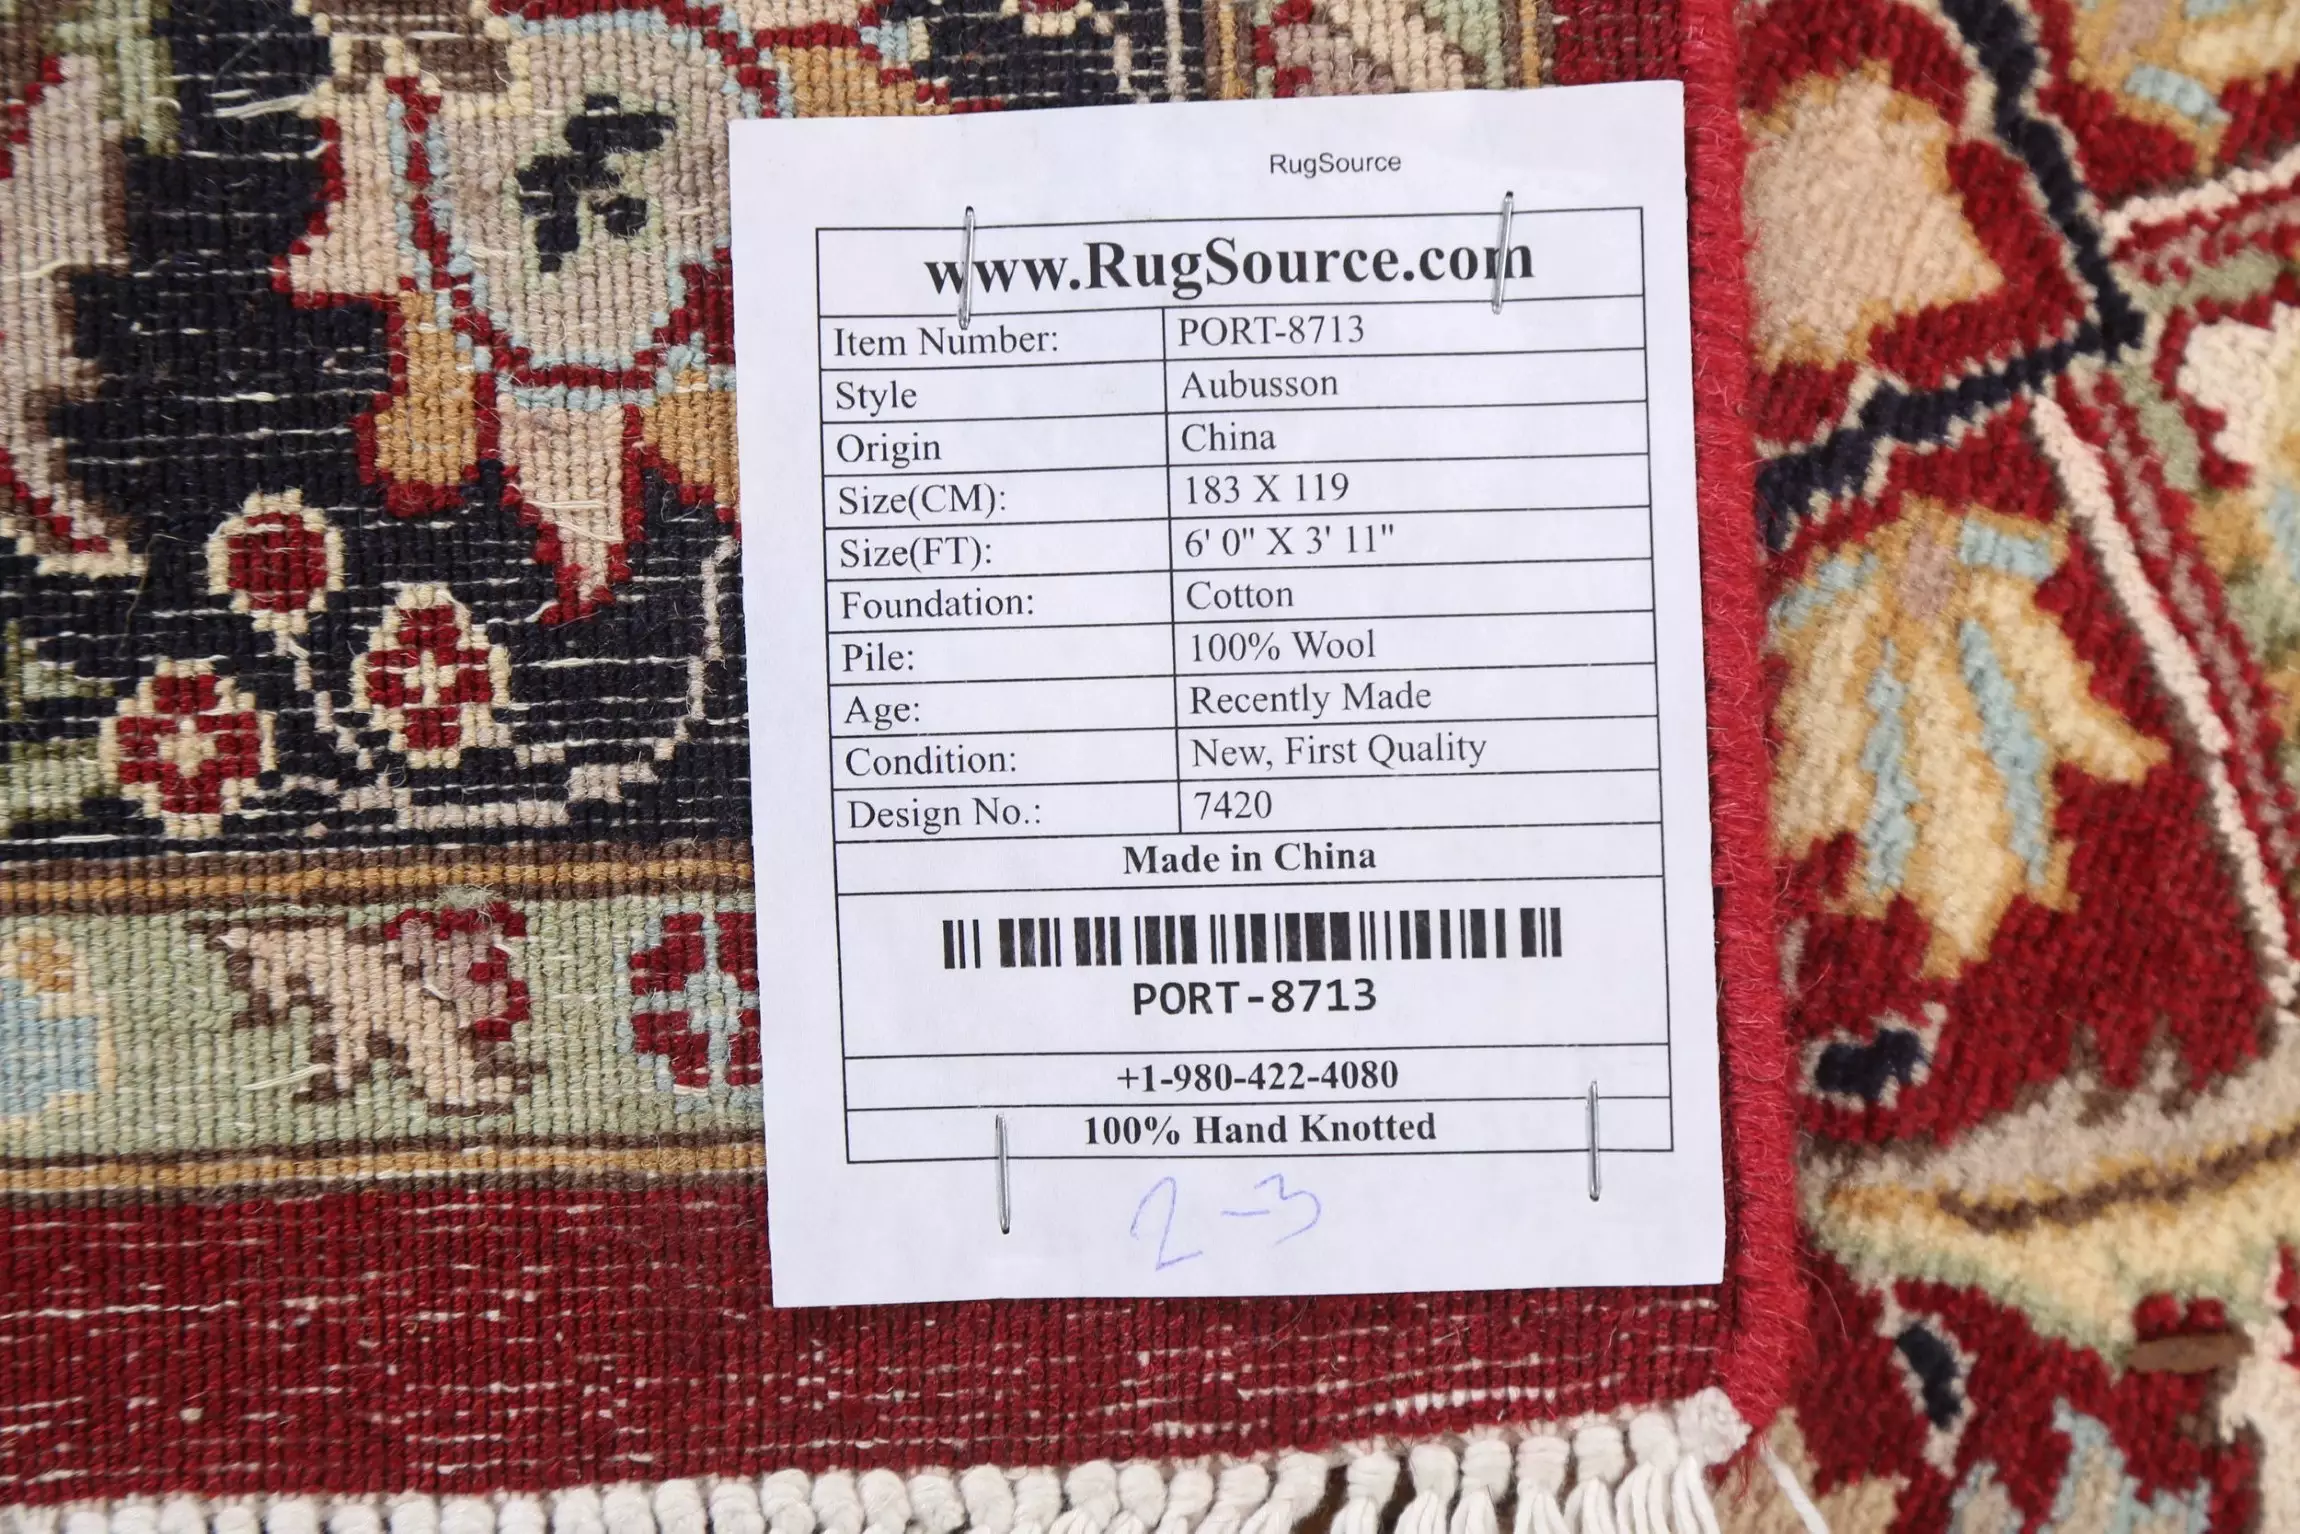 RugSource
www.RugSource.com
Item Number: PORT-8713
Style Aubusson
Origin China
Size(CM): 183 X 119
Size(FT): 6' 0" X 3' 11"
Foundation: Cotton
Pile: 100% Wool
Age: Recently Made
Condition: New, First Quality
Design No.: 7420
Made in China
PORT-8713
+1-980-422-4080
100% Hand Knotted
2-3